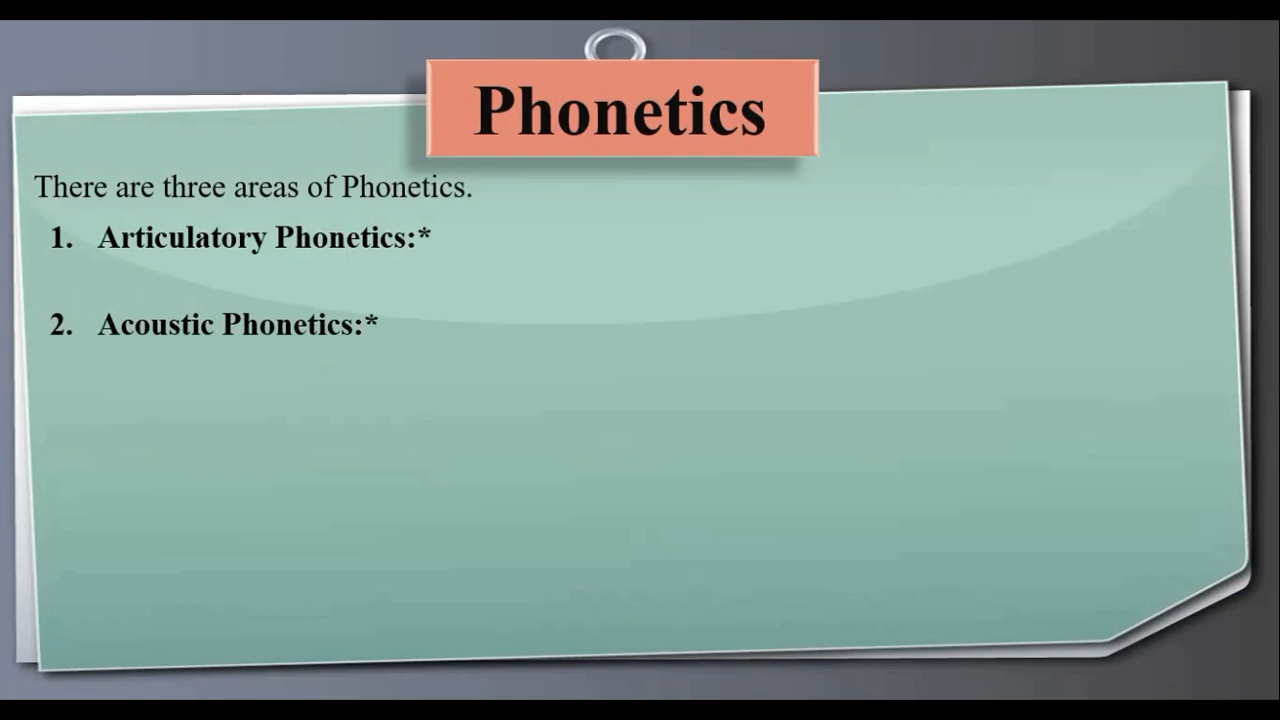 Phonetics
There are three areas of Phonetics.
1. Articulatory Phonetics:*
2. Acoustic Phonetics:*